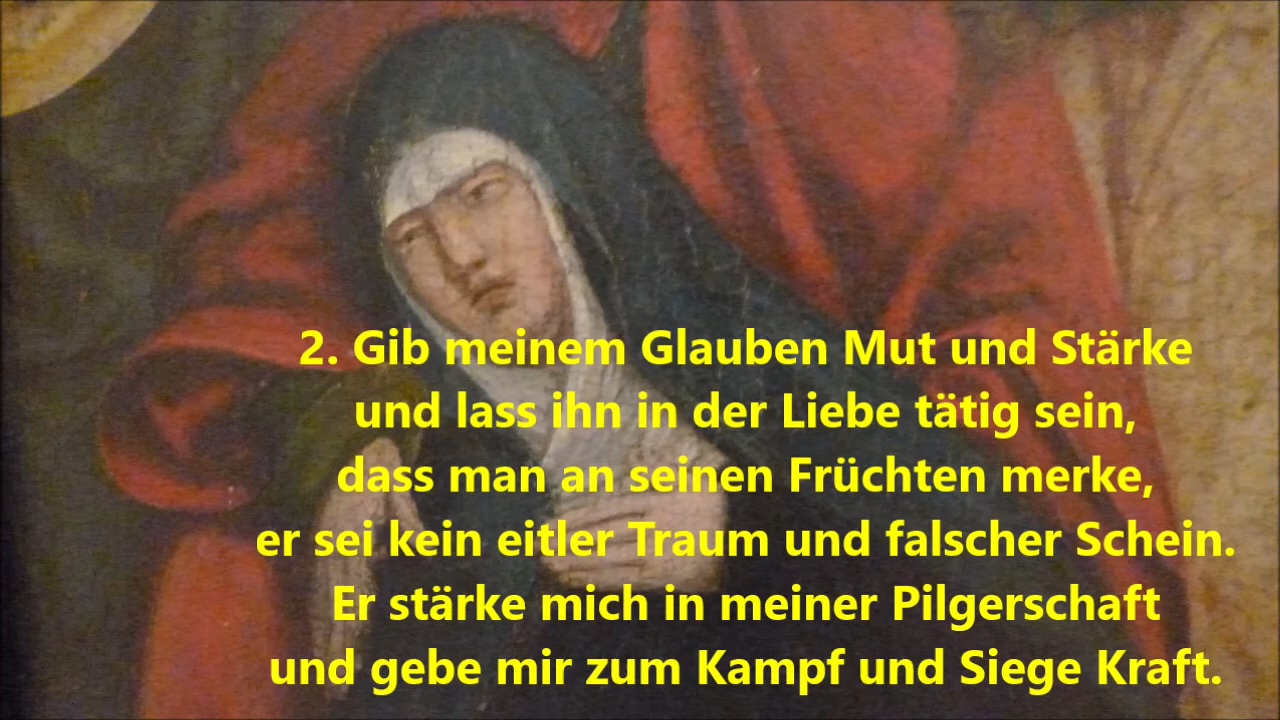 2. Gib meinem Glauben Mut und Stärke
und lass ihn in der Liebe tätig sein,
dass man an seinen Früchten merke,
er sei kein eitler Traum und falscher Schein.
Er stärke mich in meiner Pilgerschaft
und gebe mir zum Kampf und Siege Kraft.